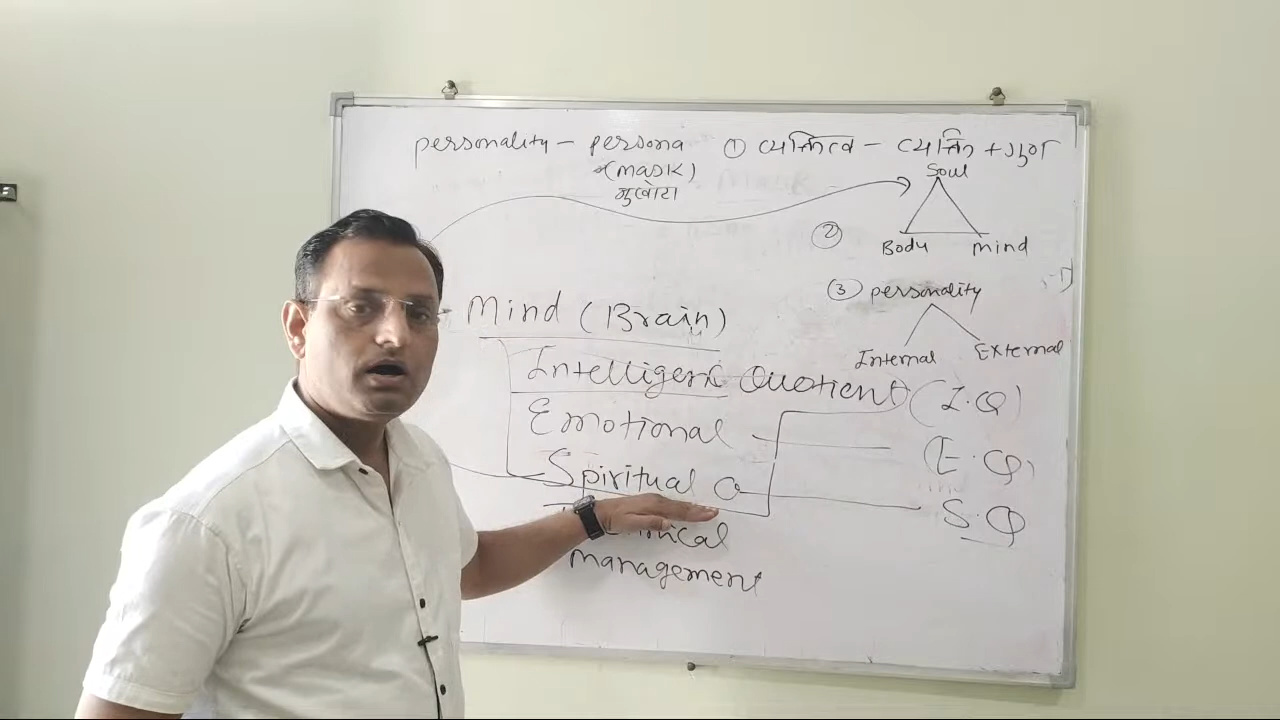 personality - persona ① व्यक्तित्व - व्यक्ति + गुण
(mask)
मुखौटा
Soul
②
Body mind
③ personality
Internal External
Mind (Brain)
Intelligent Quotient (I.Q)
Emotional (E.Q)
Spiritual Q S.Q
management